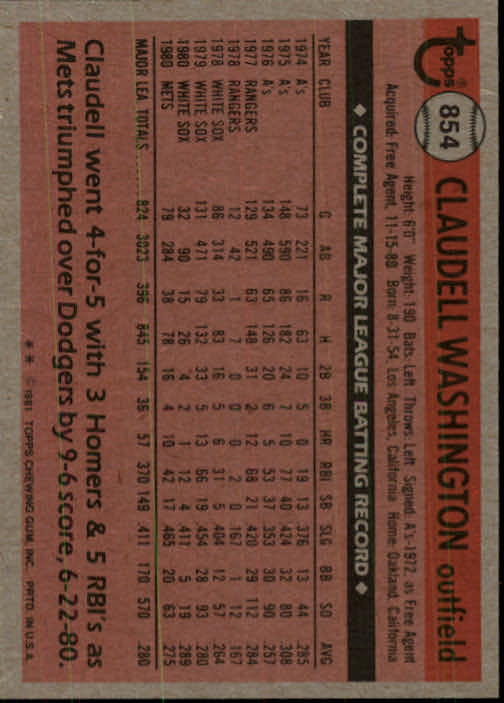 Topps
854
CLAUDELL WASHINGTON outfield
Height: 6'0" Weight: 190 Bats: Left Throws: Left Signed: A's-1972, as Free Agent
Acquired: Free Agent, 11-15-80 Born: 8-31-54, Los Angeles, California Home: Oakland, California
◆ COMPLETE MAJOR LEAGUE BATTING RECORD ◆
YEAR CLUB G AB R H 2B 3B HR RBI SB SLG BB SO AVG
1974 A's 73 221 16 63 10 5 0 19 13 .376 13 44 .285
1975 A's 148 590 86 182 24 7 10 77 40 .424 32 80 .308
1976 A's 134 490 65 126 20 6 5 53 37 .353 30 90 .257
1977 RANGERS 129 521 63 148 31 2 12 68 21 .420 29 112 .284
1978 RANGERS 12 42 1 7 0 0 0 2 0 .167 1 12 .167
1978 WHITE SOX 86 314 33 83 16 5 6 31 5 .404 12 57 .264
1979 WHITE SOX 131 471 79 132 33 5 13 66 19 .454 28 93 .280
1980 WHITE SOX 32 90 15 26 4 2 1 12 4 .411 5 19 .289
1980 METS 79 284 38 78 16 4 10 42 17 .465 20 63 .275
MAJOR LEA. TOTALS 824 3023 396 845 154 36 57 370 149 .411 170 570 .280
Claudell went 4-for-5 with 3 Homers & 5 RBI's as
Mets triumphed over Dodgers by 9-6 score, 6-22-80.
** © 1981 TOPPS CHEWING GUM, INC. PRTD. IN U.S.A.